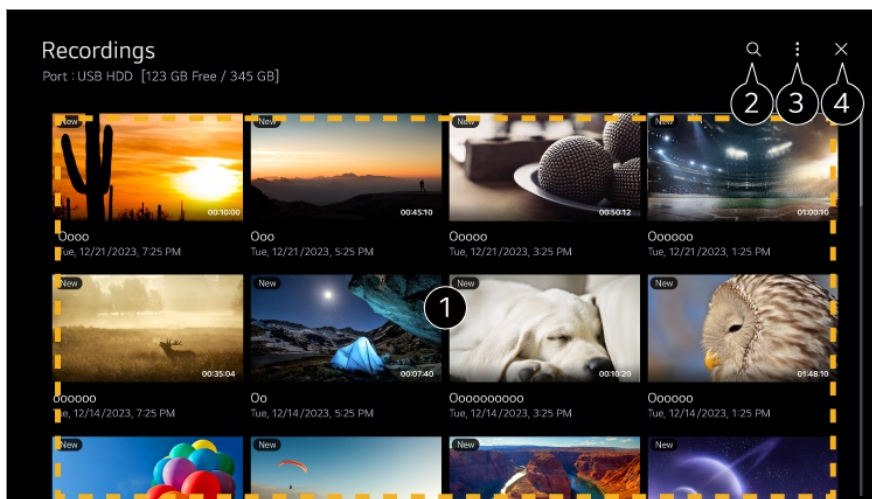 Recordings
Port : USB HDD [123 GB Free / 345 GB]
2 3 4
New New New New
00:10:00 00:45:10 00:50:12 01:00:10
Oooo Ooo Ooooo Oooooo
Tue, 12/21/2023, 7:25 PM Tue, 12/21/2023, 5:25 PM Tue, 12/21/2023, 3:25 PM Tue, 12/21/2023, 1:25 PM
New New New New
1
00:35:04 00:07:40 00:10:20 01:48:10
oooooo Oo Oooooooooo Oooooo
Tue, 12/14/2023, 7:25 PM Tue, 12/14/2023, 5:25 PM Tue, 12/14/2023, 3:25 PM Tue, 12/14/2023, 1:25 PM
New New New New